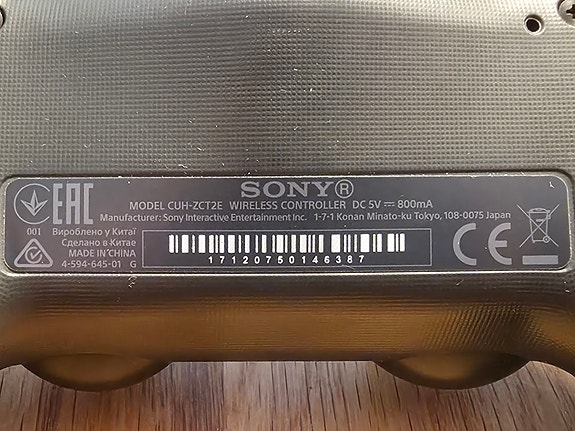 SONY®
EAC
MODEL CUH-ZCT2E WIRELESS CONTROLLER DC 5V ⎓ 800mA
Manufacturer: Sony Interactive Entertainment Inc. 1-7-1 Konan Minato-ku Tokyo, 108-0075 Japan
001 Вироблено у Китаї
Сделано в Китае
MADE IN CHINA
4-594-645-01 G
17120750146387
CE